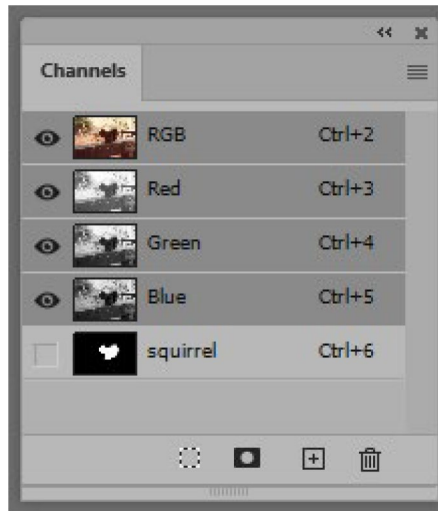 Channels
RGB Ctrl+2
Red Ctrl+3
Green Ctrl+4
Blue Ctrl+5
squirrel Ctrl+6